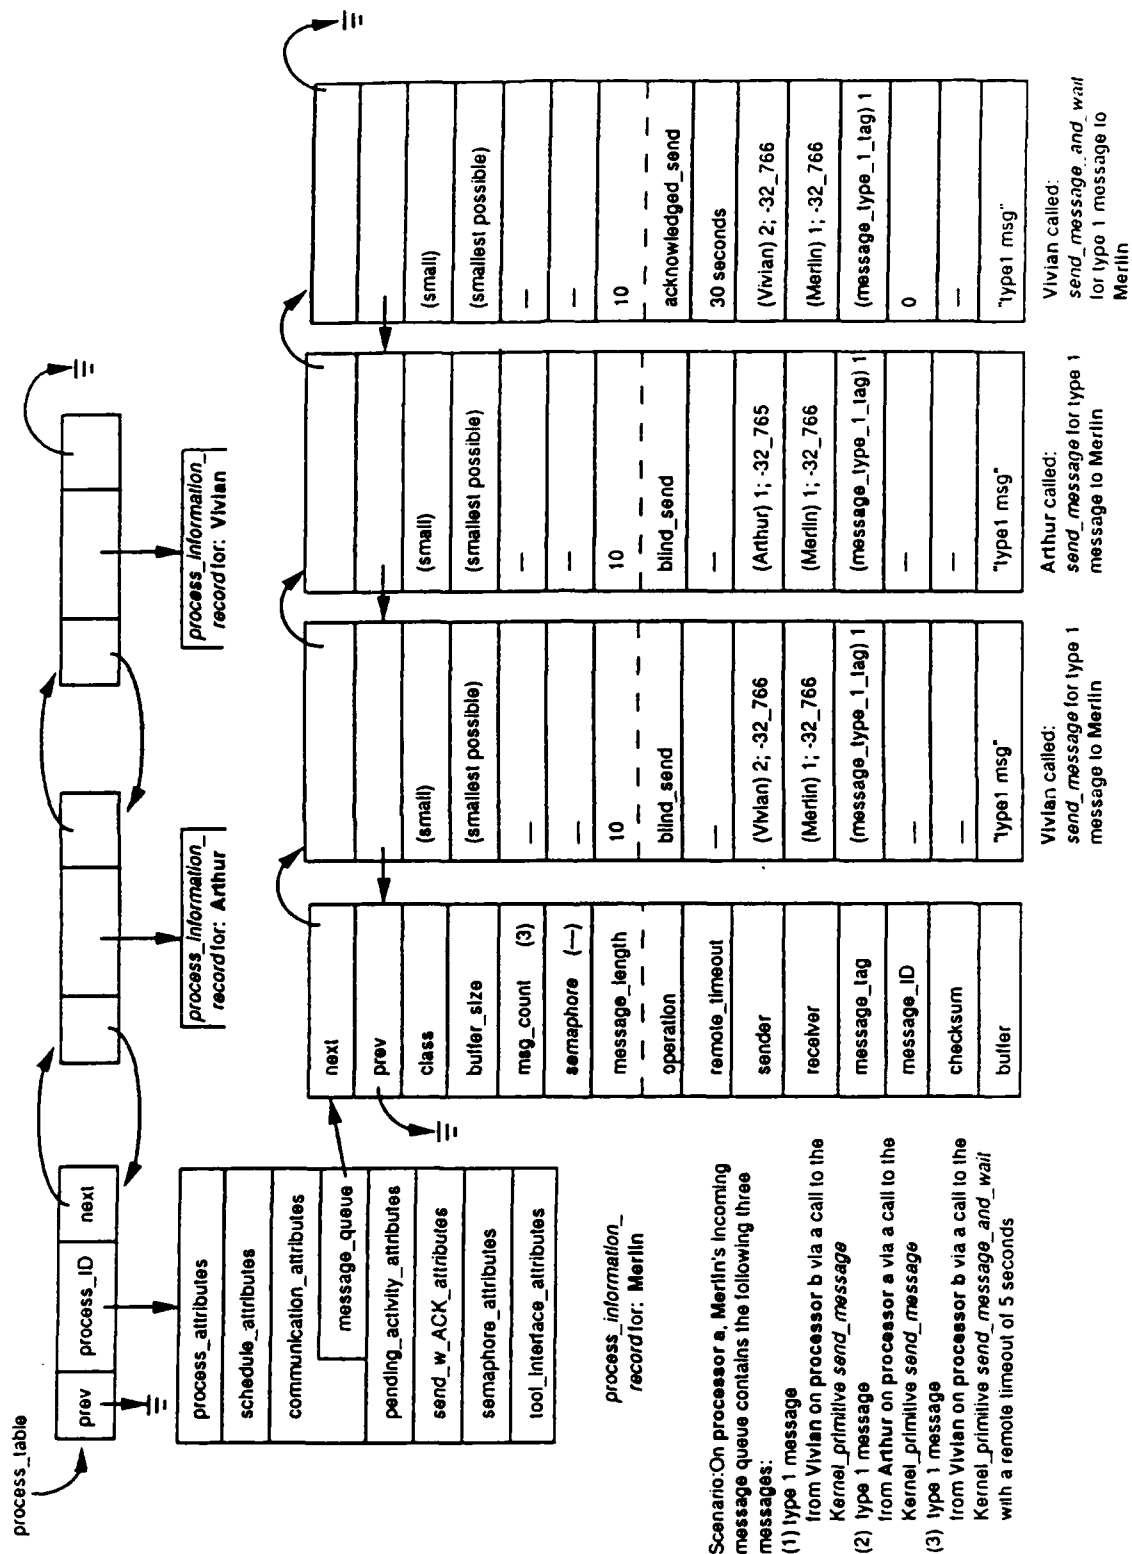 process_table
prev
process_ID
next
process_attributes
schedule_attributes
communication_attributes
message_queue
pending_activity_attributes
send_w_ACK_attributes
semaphore_attributes
tool_interface_attributes
process_information_
record for: Merlin
process_information_
record for: Arthur
process_information_
record for: Vivian
next
prev
class
buffer_size
msg_count (3)
semaphore (—)
message_length
operation
remote_timeout
sender
receiver
message_tag
message_ID
checksum
buffer
(small)
(smallest possible)
—
—
10
blind_send
—
(Vivian) 2; -32_766
(Merlin) 1; -32_766
(message_type_1_tag) 1
—
—
"type1 msg"
Vivian called:
send_message for type 1
message to Merlin
(small)
(smallest possible)
—
—
10
blind_send
—
(Arthur) 1; -32_765
(Merlin) 1; -32_766
(message_type_1_tag) 1
—
—
"type1 msg"
Arthur called:
send_message for type 1
message to Merlin
(small)
(smallest possible)
—
—
10
acknowledged_send
30 seconds
(Vivian) 2; -32_766
(Merlin) 1; -32_766
(message_type_1_tag) 1
0
—
"type1 msg"
Vivian called:
send_message_and_wait
for type 1 message to
Merlin
Scenario:On processor a, Merlin's incoming
message queue contains the following three
messages:
(1) type 1 message
from Vivian on processor b via a call to the
Kernel_primitive send_message
(2) type 1 message
from Arthur on processor a via a call to the
Kernel_primitive send_message
(3) type 1 message
from Vivian on processor b via a call to the
Kernel_primitive send_message_and_wait
with a remote timeout of 5 seconds